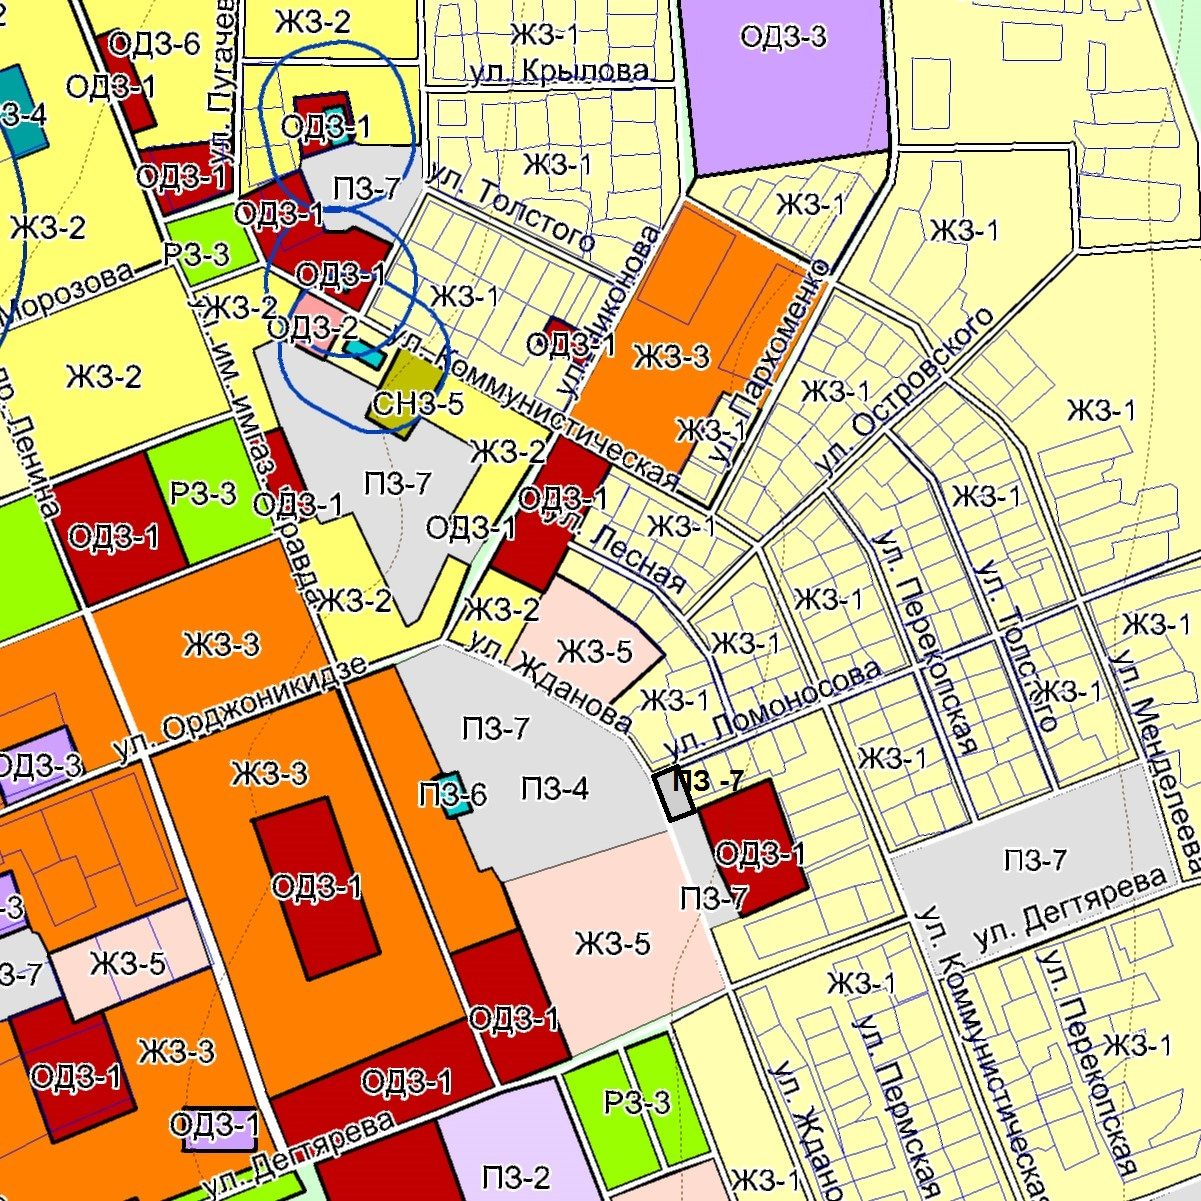 ЖЗ-2
ЖЗ-1
ОДЗ-3
ОДЗ-6
ул. Крылова
ОДЗ-1
ул. Пугачев
З-4
ОДЗ-1
ОДЗ-1
ЖЗ-1
ПЗ-7
ул. Толстого
ЖЗ-1
ОДЗ-1
ЖЗ-2
РЗ-3
ЖЗ-1
ОДЗ-1
Морозова
ЖЗ-2
ЖЗ-1
ОДЗ-2
ул. Коммунистическая
ОДЗ-1
ЖЗ-3
ул. Пархоменко
ул. Островского
ЖЗ-2
ЖЗ-1
СНЗ-5
ЖЗ-1
ЖЗ-1
пр. Ленина
ЖЗ-2
ПЗ-7
РЗ-3
ОДЗ-1
ОДЗ-1
ОДЗ-1
ОДЗ-1
ул. Лесная
ЖЗ-1
ЖЗ-1
ул. Перекопская
ул. Толстого
ЖЗ-2
ЖЗ-2
ЖЗ-1
ЖЗ-3
ЖЗ-5
ЖЗ-1
ЖЗ-1
ул. Орджоникидзе
ул. Жданова
ЖЗ-1
ул. Ломоносова
ЖЗ-1
ул. Менделеева
ПЗ-7
ОДЗ-3
ЖЗ-3
ПЗ-6
ПЗ-4
ПЗ -7
ЖЗ-1
ОДЗ-1
ПЗ-7
ОДЗ-1
ПЗ-7
-3
ул. Дегтярева
ЖЗ-5
ЖЗ-5
З-7
ЖЗ-1
ул. Коммунистическая
ул. Перекопская
ОДЗ-1
ЖЗ-3
ул. Пермская
ЖЗ-1
ОДЗ-1
ОДЗ-1
РЗ-3
ул. Ждано
ОДЗ-1
ул. Дегтярева
ПЗ-2
ЖЗ-1